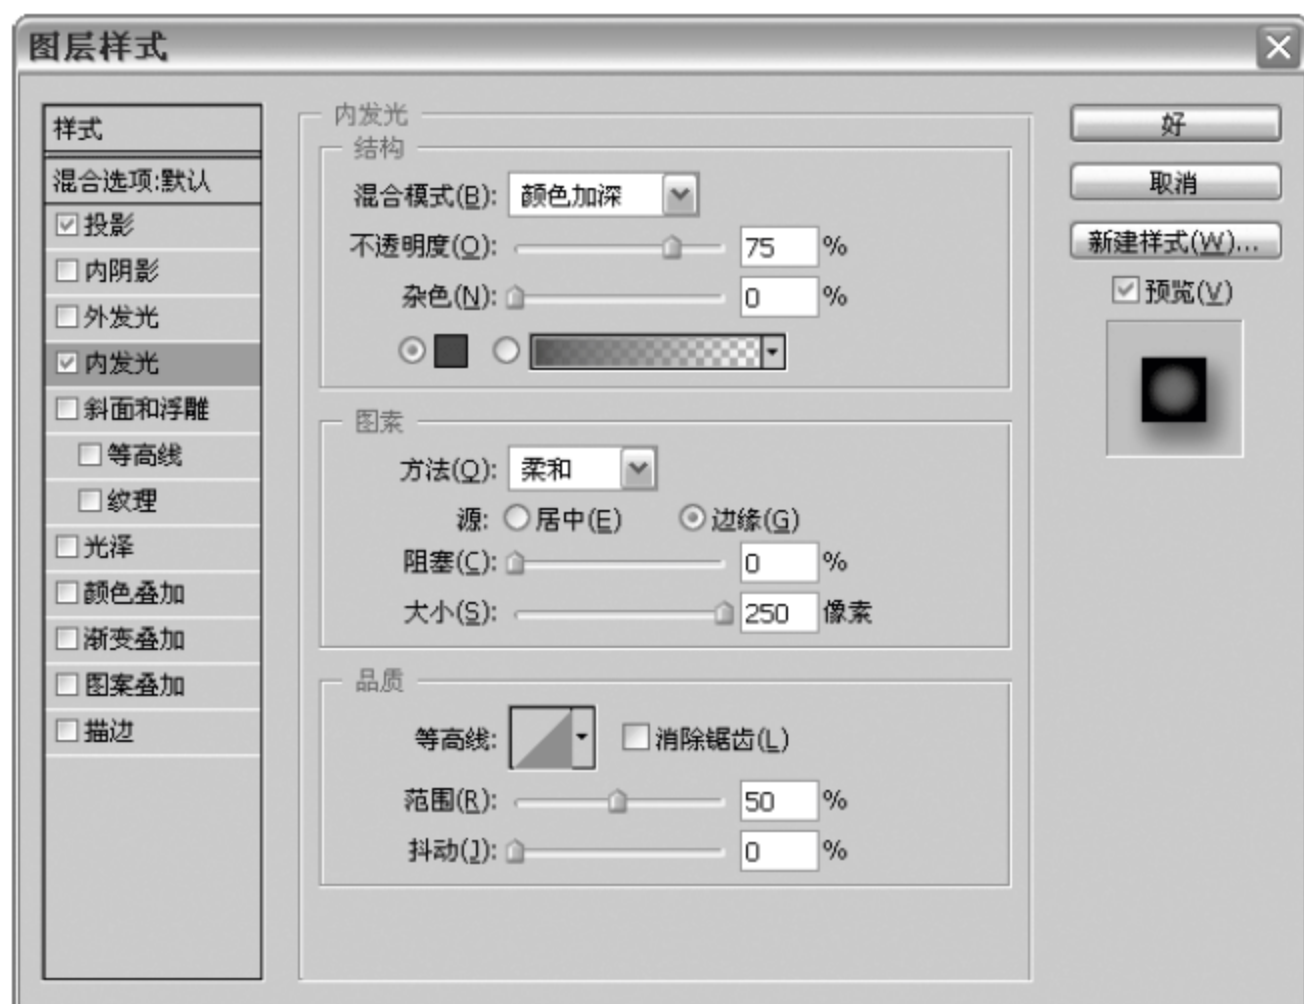 图层样式
样式
混合选项:默认
投影
内阴影
外发光
内发光
斜面和浮雕
等高线
纹理
光泽
颜色叠加
渐变叠加
图案叠加
描边
内发光
结构
混合模式(B): 颜色加深
不透明度(O): 75 %
杂色(N): 0 %
图素
方法(Q): 柔和
源: 居中(E) 边缘(G)
阻塞(C): 0 %
大小(S): 250 像素
品质
等高线: 消除锯齿(L)
范围(R): 50 %
抖动(J): 0 %
好
取消
新建样式(W)...
预览(V)